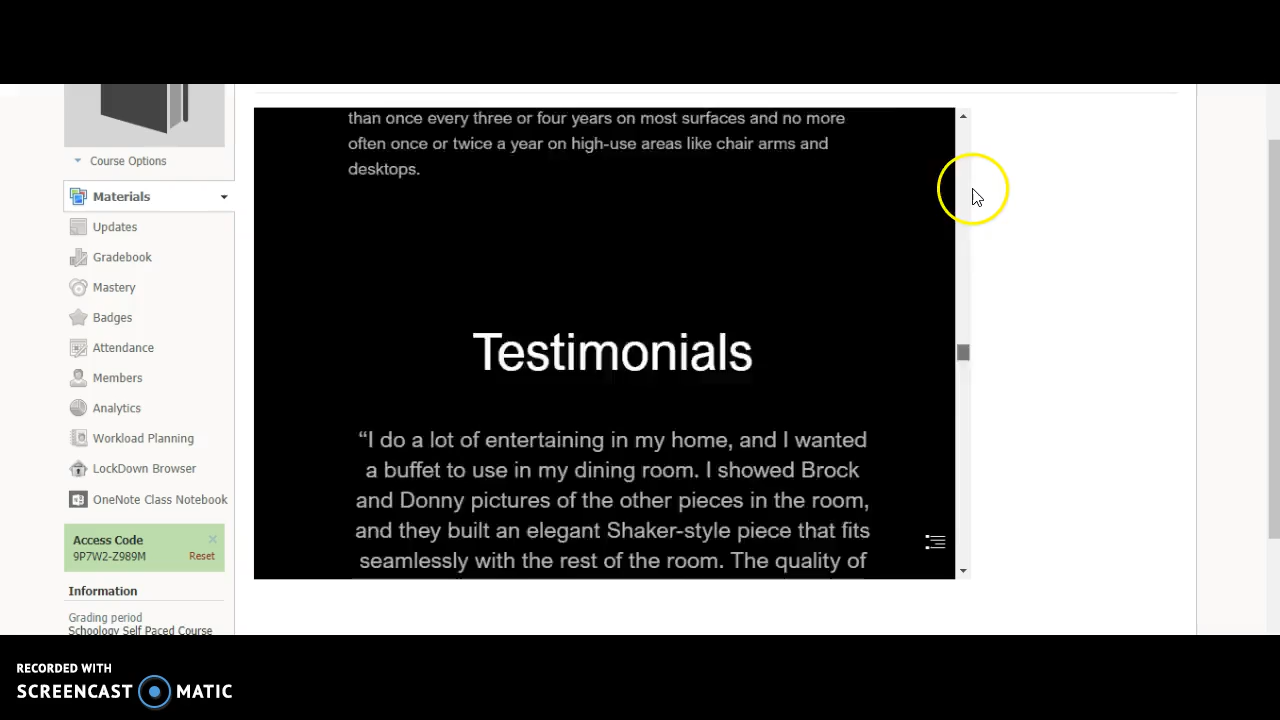 Course Options
Materials
Updates
Gradebook
Mastery
Badges
Attendance
Members
Analytics
Workload Planning
LockDown Browser
OneNote Class Notebook
Access Code
9P7W2-Z989M Reset
Information
Grading period
Schoology Self Paced Course
than once every three or four years on most surfaces and no more
often once or twice a year on high-use areas like chair arms and
desktops.
Testimonials
“I do a lot of entertaining in my home, and I wanted
a buffet to use in my dining room. I showed Brock
and Donny pictures of the other pieces in the room,
and they built an elegant Shaker-style piece that fits
seamlessly with the rest of the room. The quality of
RECORDED WITH
SCREENCAST MATIC